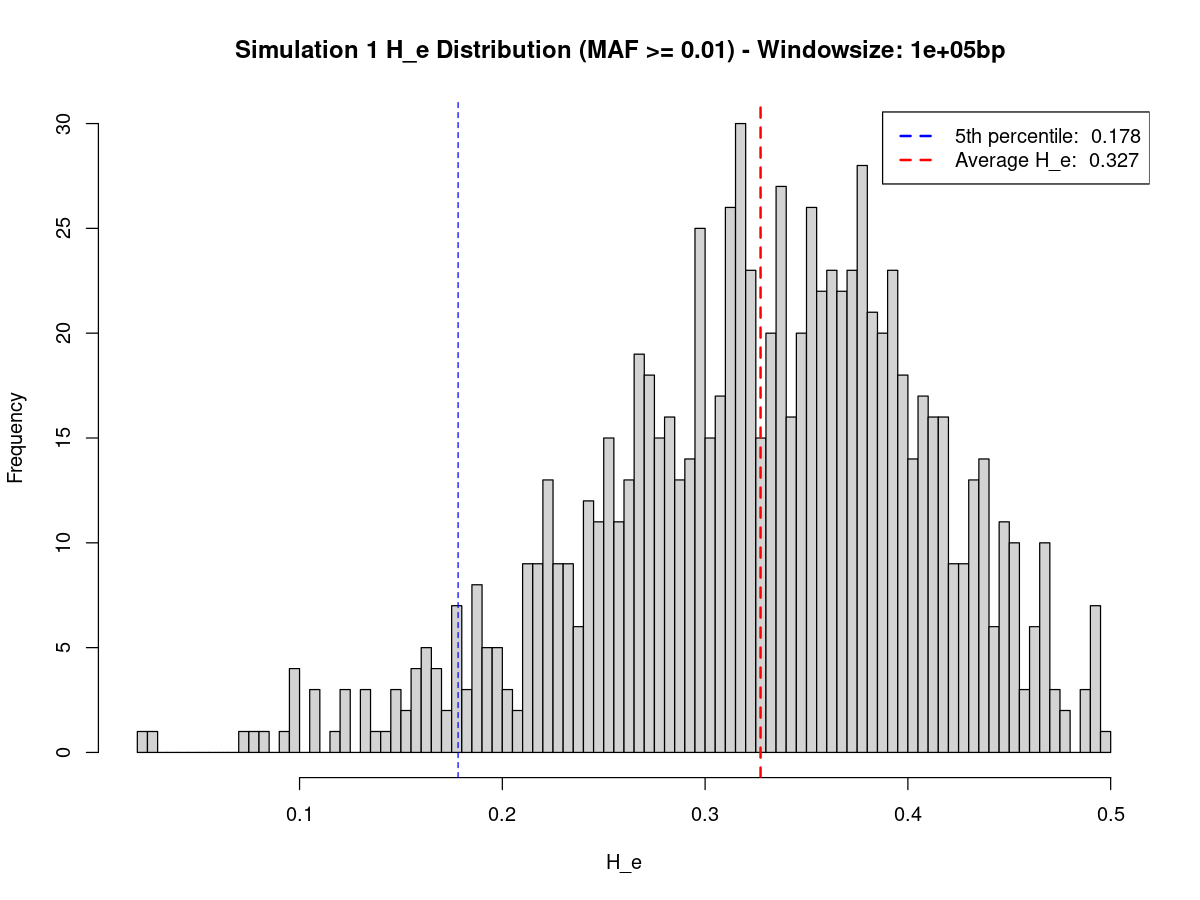 Simulation 1 H_e Distribution (MAF >= 0.01) - Windowsize: 1e+05bp
5th percentile:  0.178
Average H_e:  0.327
Frequency
30
25
20
15
10
5
0
0.1 0.2 0.3 0.4 0.5
H_e